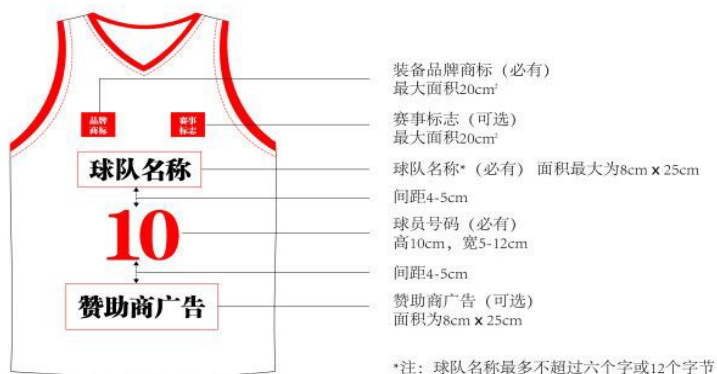 装备品牌商标（必有）
最大面积20cm²
品牌
商标
赛事
标志
赛事标志（可选）
最大面积20cm²
球队名称
球队名称*（必有） 面积最大为8cm x 25cm
间距4-5cm
10
球员号码（必有）
高10cm，宽5-12cm
间距4-5cm
赞助商广告
赞助商广告（可选）
面积为8cm x 25cm
*注：球队名称最多不超过六个字或12个字节